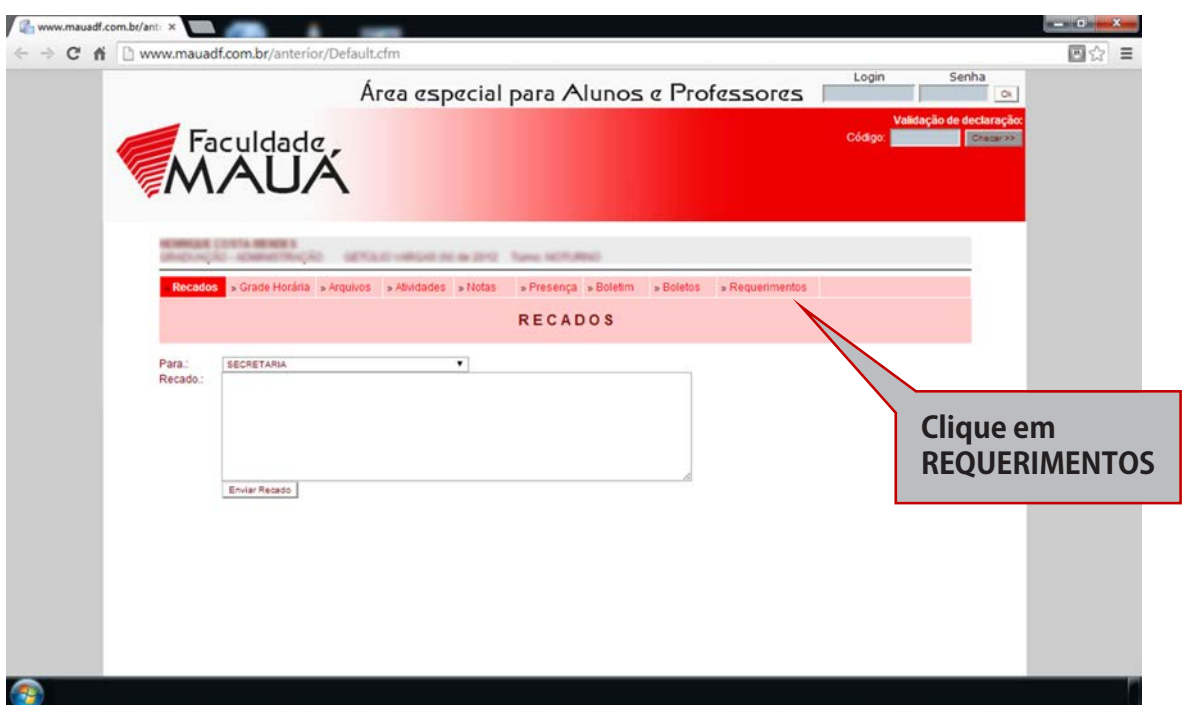 www.mauadf.com.br/ant
www.mauadf.com.br/anterior/Default.cfm
Área especial para Alunos e Professores
Login Senha
Ok
Validação de declaração:
Código: Checar >>
Faculdade
MAUÁ
Recados » Grade Horária » Arquivos » Atividades » Notas » Presença » Boletim » Boletos » Requerimentos
RECADOS
Para.: SECRETARIA
Recado.:
Enviar Recado
Clique em
REQUERIMENTOS